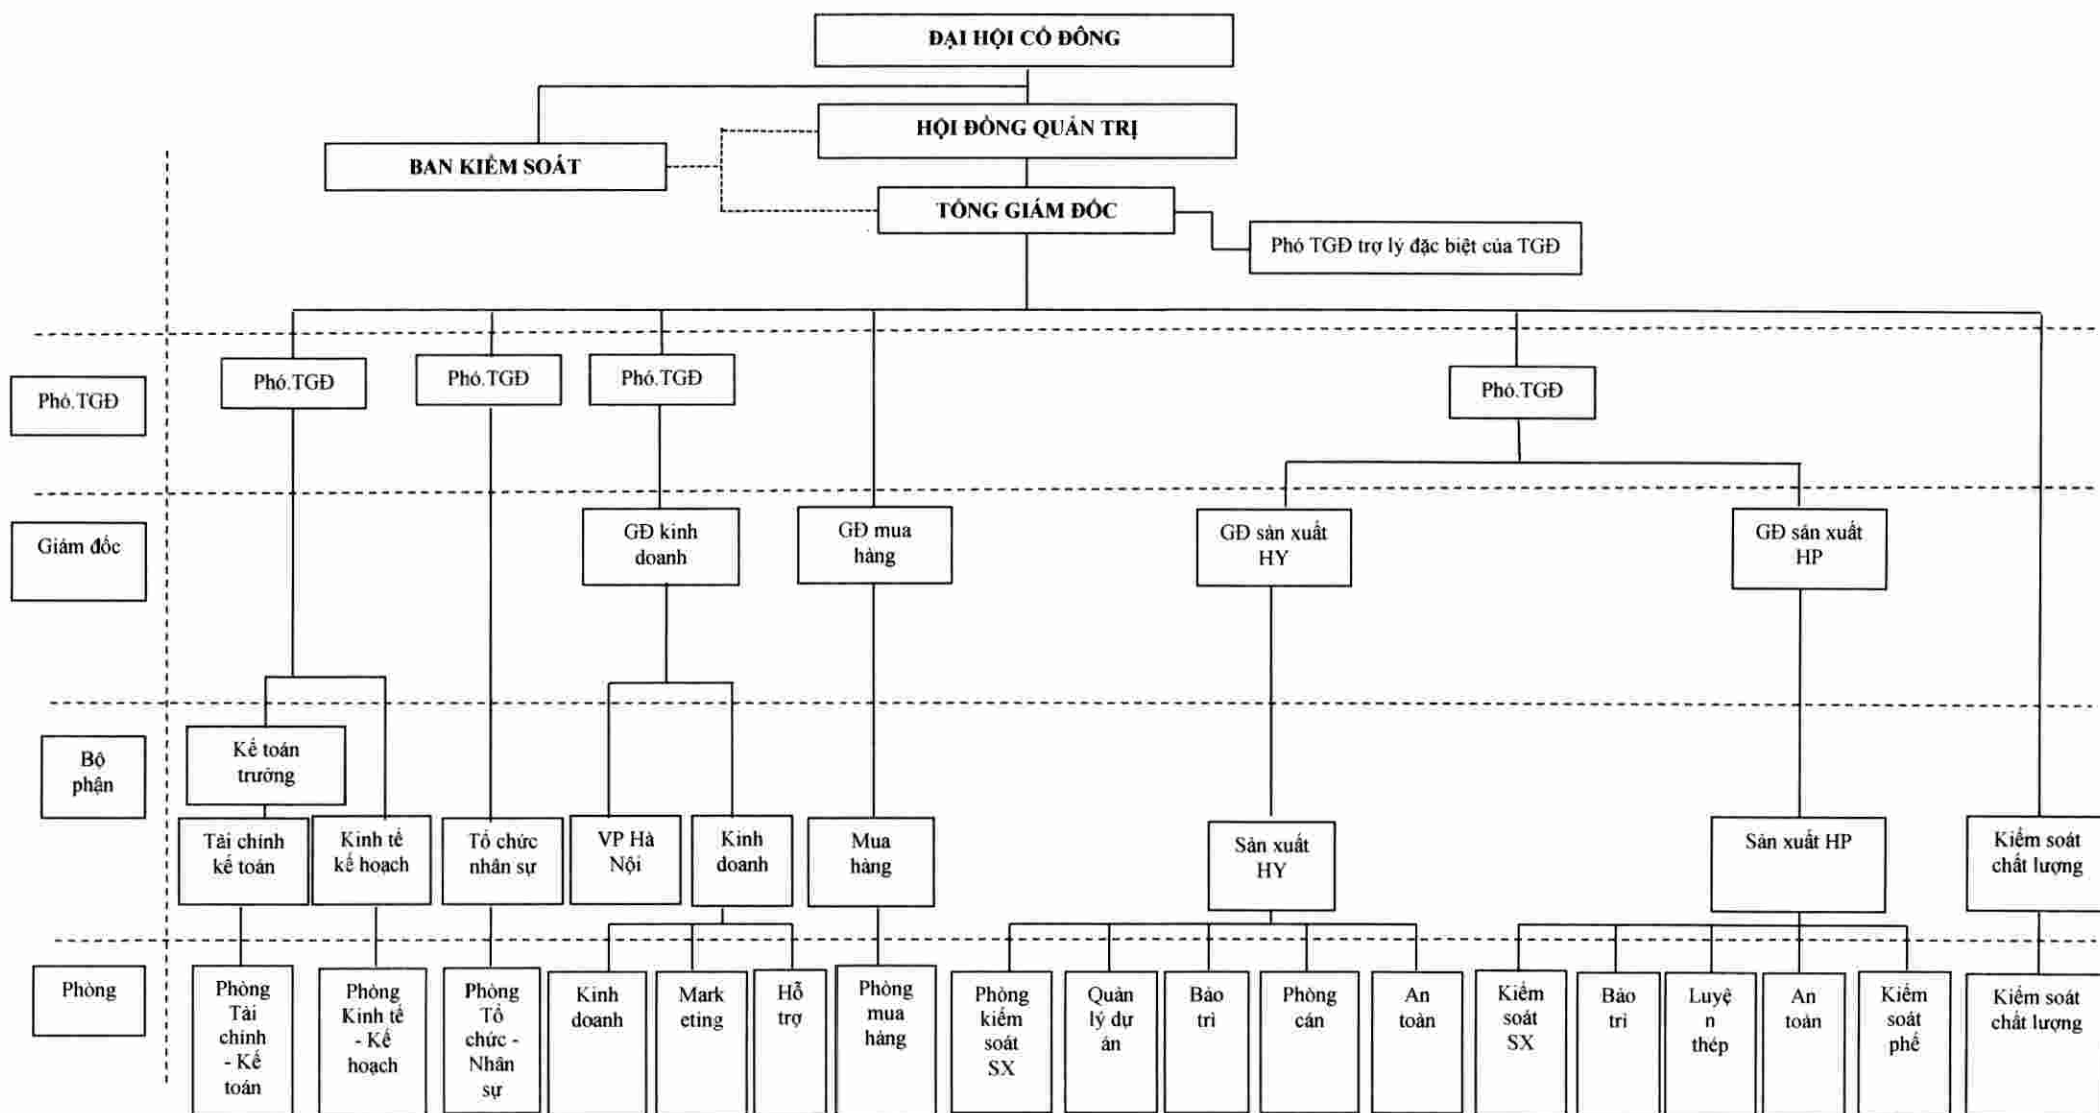 ĐẠI HỘI CỔ ĐÔNG
HỘI ĐỒNG QUẢN TRỊ
BAN KIỂM SOÁT
TỔNG GIÁM ĐỐC
Phó TGĐ trợ lý đặc biệt của TGĐ
Phó.TGĐ
Phó.TGĐ
Phó.TGĐ
Phó.TGĐ
Phó.TGĐ
Giám đốc
GĐ kinh
doanh
GĐ mua
hàng
GĐ sản xuất
HY
GĐ sản xuất
HP
Bộ
phận
Kế toán
trưởng
Tài chính
kế toán
Kinh tế
kế hoạch
Tổ chức
nhân sự
VP Hà
Nội
Kinh
doanh
Mua
hàng
Sản xuất
HY
Sản xuất HP
Kiểm soát
chất lượng
Phòng
Phòng
Tài
chính
- Kế
toán
Phòng
Kinh tế
- Kế
hoạch
Phòng
Tổ
chức -
Nhân
sự
Kinh
doanh
Mark
eting
Hỗ
trợ
Phòng
mua
hàng
Phòng
kiểm
soát
SX
Quản
lý dự
án
Bảo
trì
Phòng
cán
An
toàn
Kiểm
soát
SX
Bảo
trì
Luyệ
n
thép
An
toàn
Kiểm
soát
phế
Kiểm soát
chất lượng